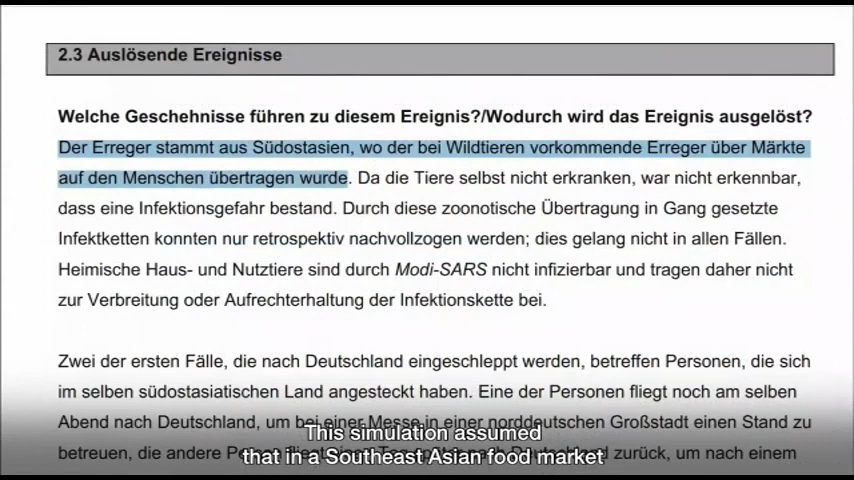 2.3 Auslösende Ereignisse
Welche Geschehnisse führen zu diesem Ereignis?/Wodurch wird das Ereignis ausgelöst?
Der Erreger stammt aus Südostasien, wo der bei Wildtieren vorkommende Erreger über Märkte
auf den Menschen übertragen wurde. Da die Tiere selbst nicht erkranken, war nicht erkennbar,
dass eine Infektionsgefahr bestand. Durch diese zoonotische Übertragung in Gang gesetzte
Infektketten konnten nur retrospektiv nachvollzogen werden; dies gelang nicht in allen Fällen.
Heimische Haus- und Nutztiere sind durch Modi-SARS nicht infizierbar und tragen daher nicht
zur Verbreitung oder Aufrechterhaltung der Infektionskette bei.
Zwei der ersten Fälle, die nach Deutschland eingeschleppt werden, betreffen Personen, die sich
im selben südostasiatischen Land angesteckt haben. Eine der Personen fliegt noch am selben
Abend nach Deutschland, um bei einer Messe in einer norddeutschen Großstadt einen Stand zu
betreuen, die andere zurück, um nach einem
This simulation assumed
that in a Southeast Asian food market